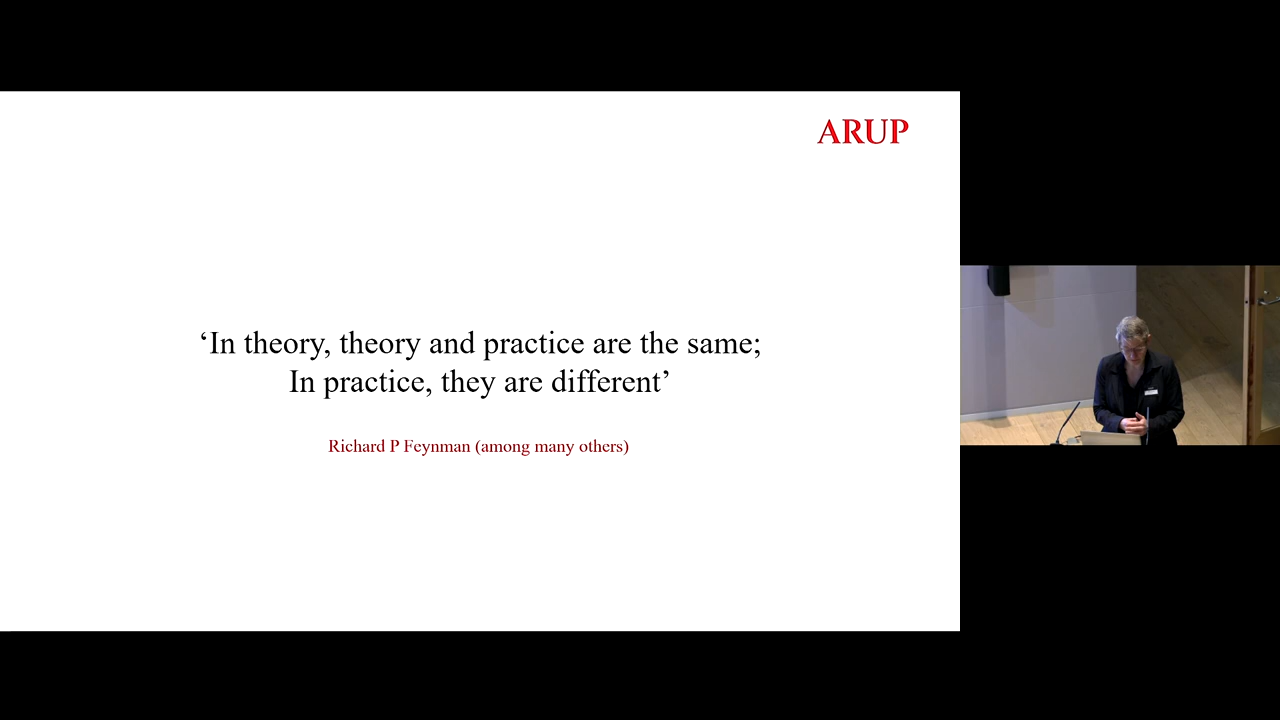 ARUP
‘In theory, theory and practice are the same;
In practice, they are different’
Richard P Feynman (among many others)